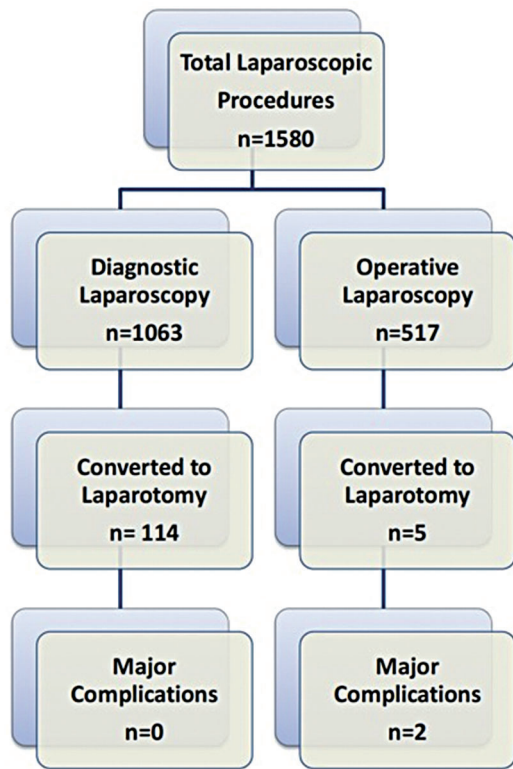 Total Laparoscopic
Procedures
n=1580
Diagnostic
Laparoscopy
n=1063
Operative
Laparoscopy
n=517
Converted to
Laparotomy
n= 114
Converted to
Laparotomy
n=5
Major
Complications
n=0
Major
Complications
n=2